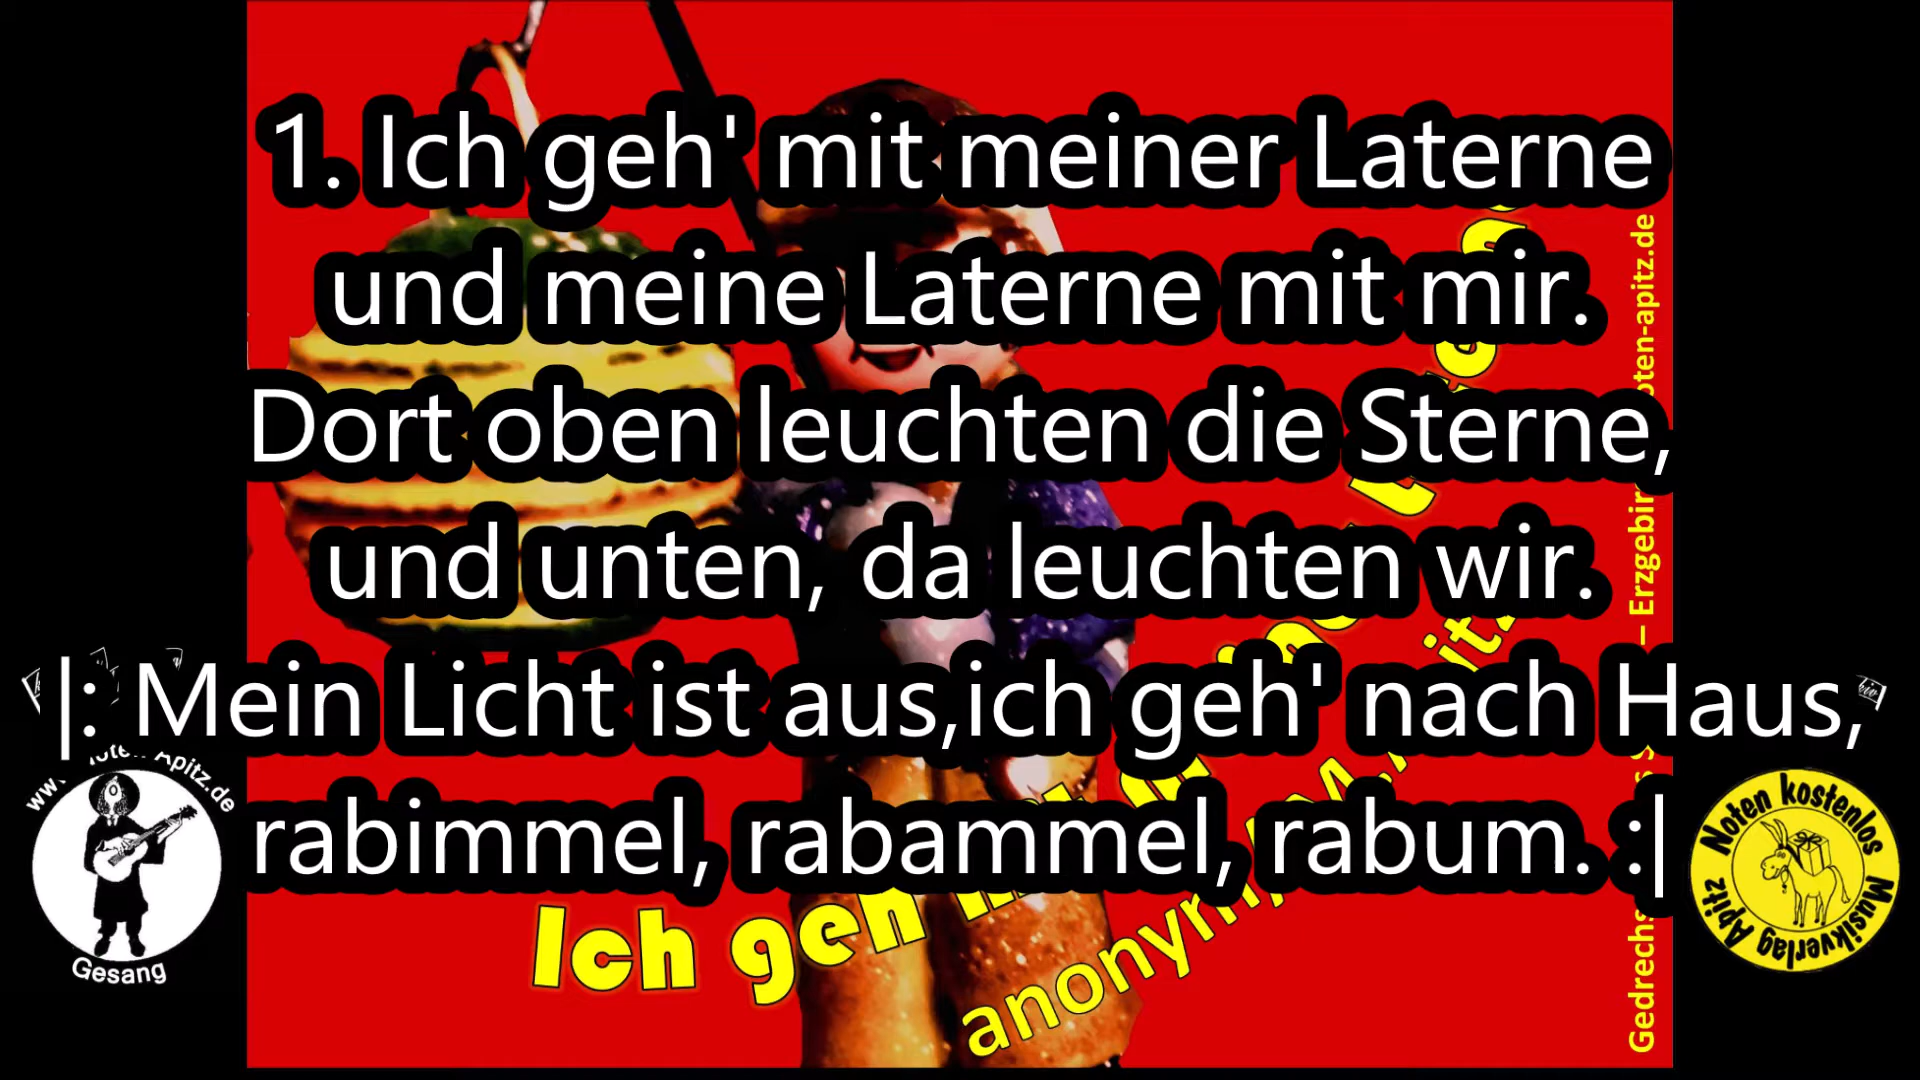 1. Ich geh' mit meiner Laterne
und meine Laterne mit mir.
Dort oben leuchten die Sterne,
und unten, da leuchten wir.
|: Mein Licht ist aus,ich geh' nach Haus,
rabimmel, rabammel, rabum. :|
Ich geh
anonym,
Gesang
Noten kostenlos
Musikverlag Apitz